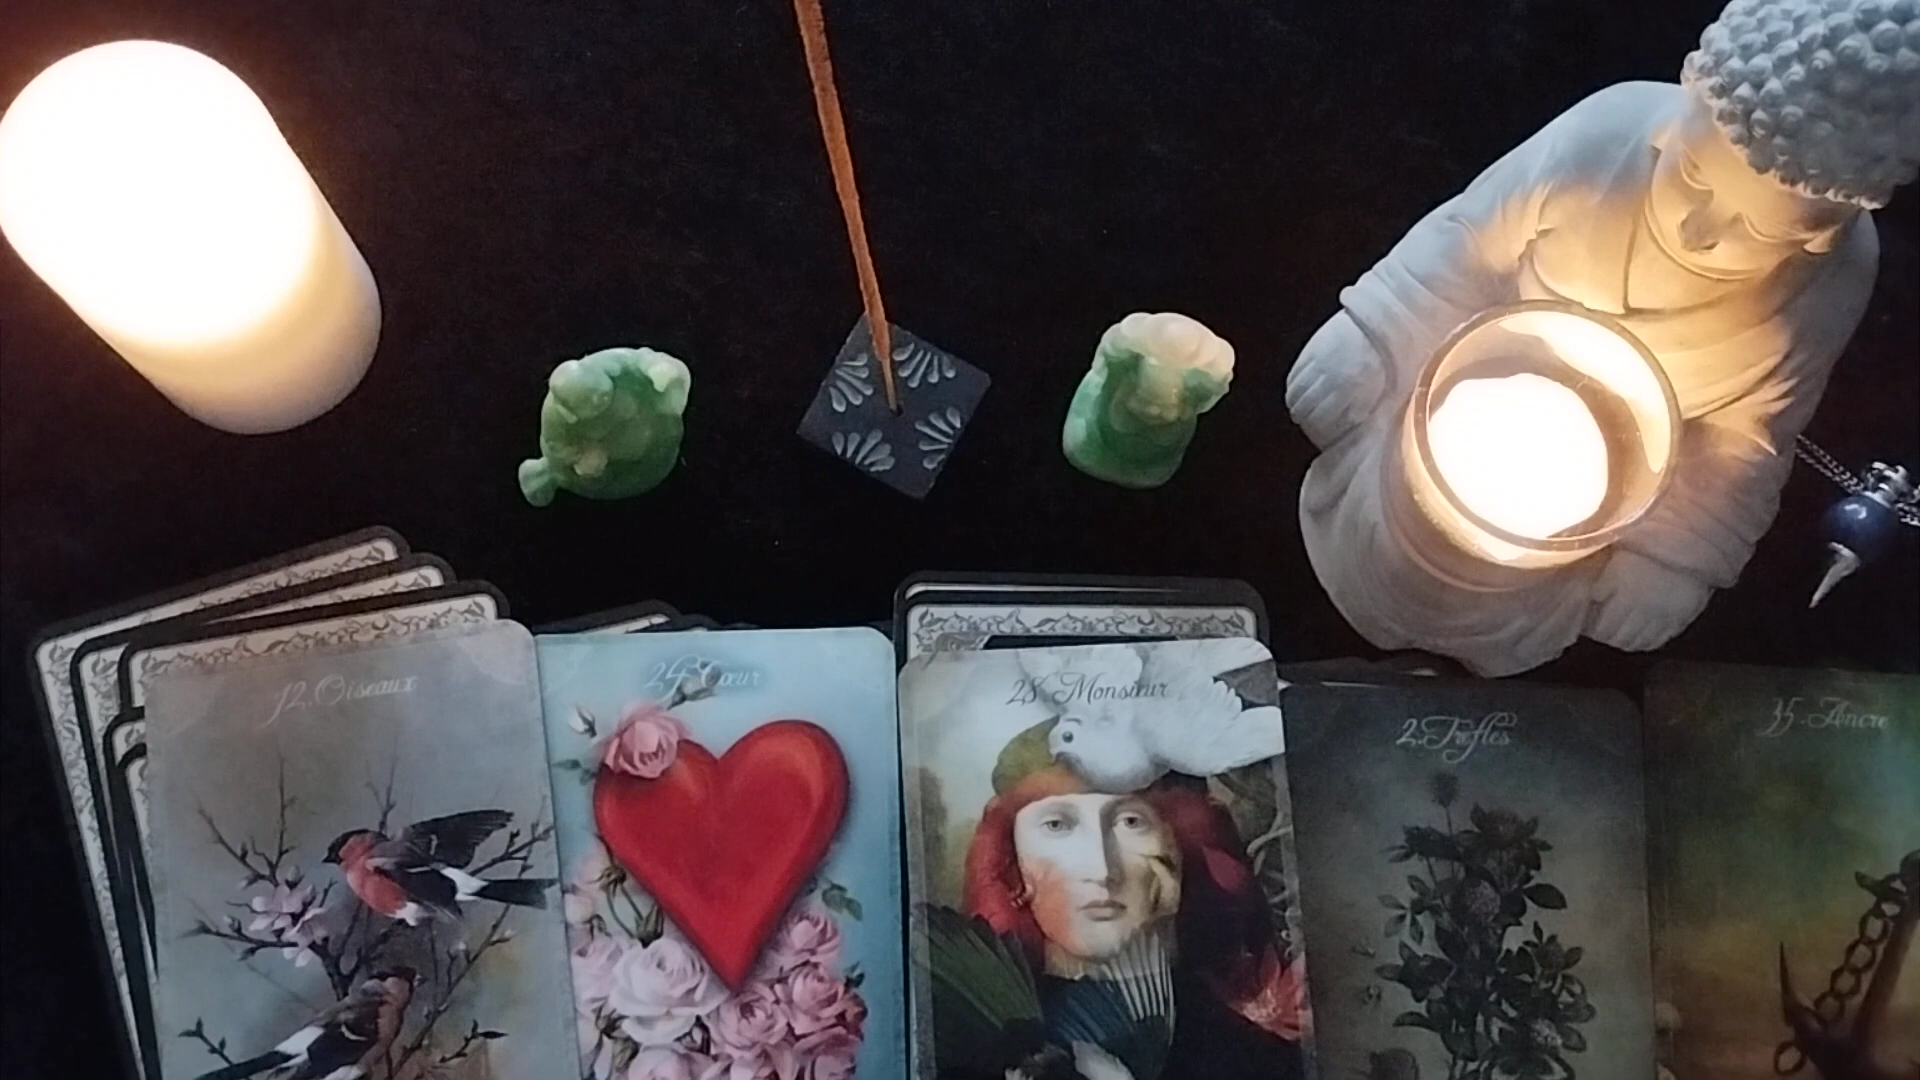 12. Oiseaux
24. Cœur
28. Monsieur
2. Trèfles
35. Ancre